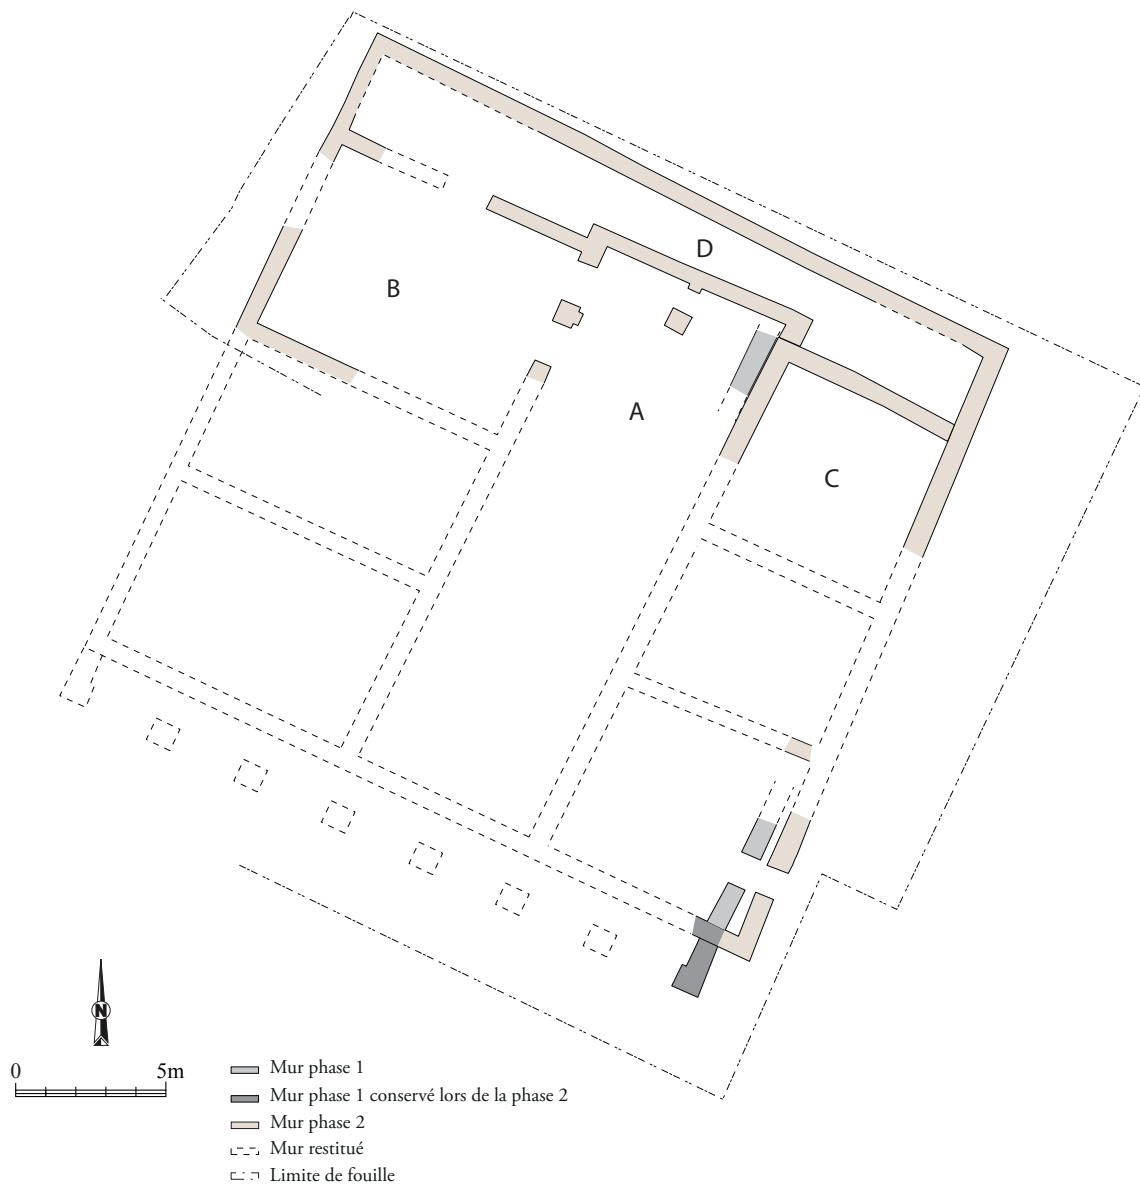 D
B
A
C
N
0 5m
Mur phase 1
Mur phase 1 conservé lors de la phase 2
Mur phase 2
Mur restitué
Limite de fouille